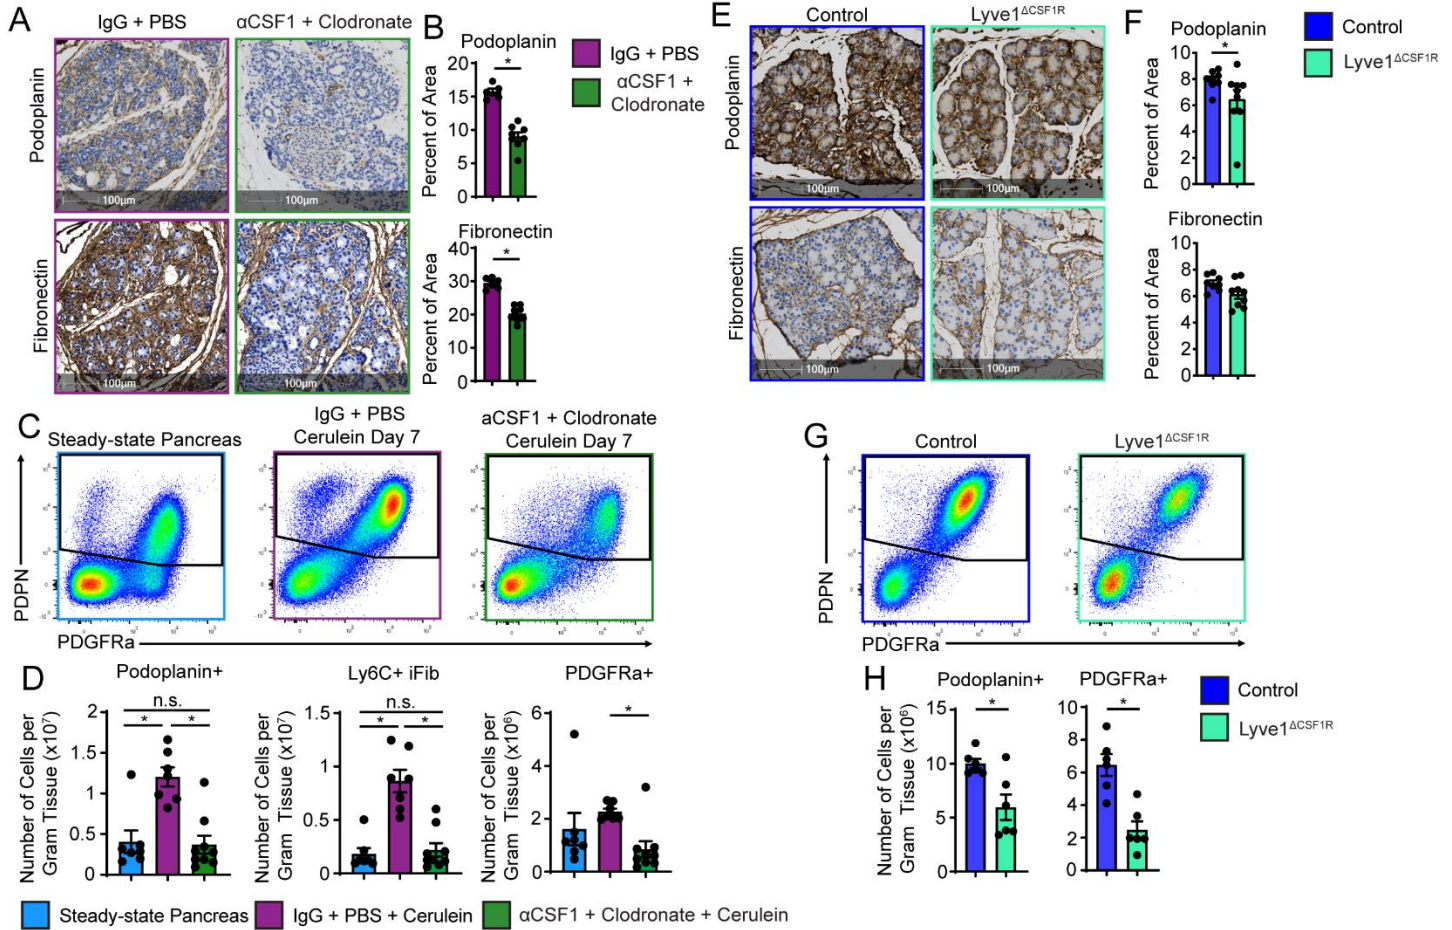 A
IgG + PBS
αCSF1 + Clodronate
Podoplanin
100µm
100µm
Fibronectin
100µm
100µm
B
Podoplanin
Percent of Area
20
15
10
5
0
*
IgG + PBS
αCSF1 +
Clodronate
Fibronectin
Percent of Area
40
30
20
10
0
*
E
Control
Lyve1ΔCSF1R
Podoplanin
100µm
100µm
Fibronectin
100µm
100µm
F
Podoplanin
Percent of Area
10
8
6
4
2
0
*
Control
Lyve1ΔCSF1R
Fibronectin
Percent of Area
10
8
6
4
2
0
C
Steady-state Pancreas
IgG + PBS
Cerulein Day 7
aCSF1 + Clodronate
Cerulein Day 7
PDPN
PDGFRa
G
Control
Lyve1ΔCSF1R
PDPN
PDGFRa
D
Podoplanin+
Number of Cells per
Gram Tissue (x10⁷)
2
1.5
1
0.5
0
n.s.
* *
Ly6C+ iFib
Number of Cells per
Gram Tissue (x10⁷)
1.5
1
0.5
0
n.s.
* *
PDGFRa+
Number of Cells per
Gram Tissue (x10⁶)
6
4
2
0
*
Steady-state Pancreas
IgG + PBS + Cerulein
αCSF1 + Clodronate + Cerulein
H
Podoplanin+
Number of Cells per
Gram Tissue (x10⁶)
15
10
5
0
*
PDGFRa+
10
8
6
4
2
0
*
Control
Lyve1ΔCSF1R